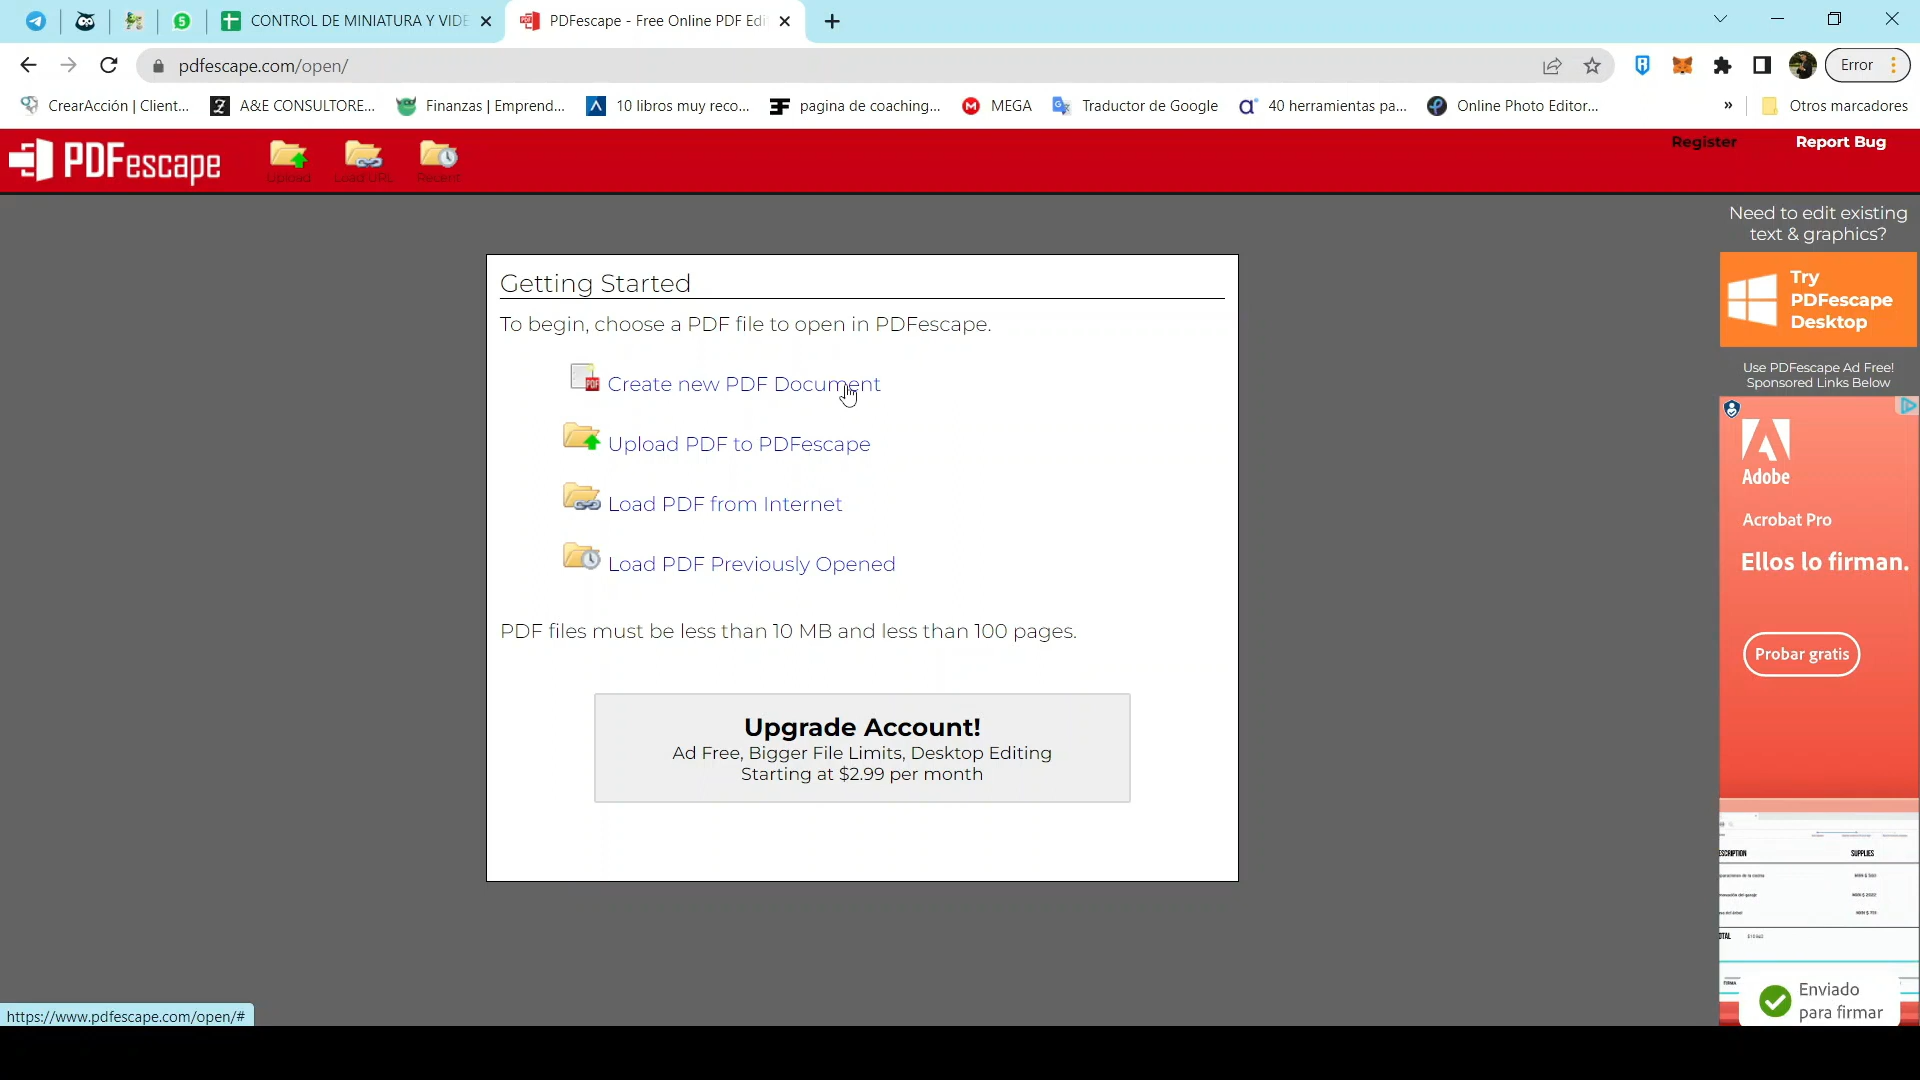 CONTROL DE MINIATURA Y VIDE
PDFescape - Free Online PDF Edi
pdfescape.com/open/
Error
CrearAcción | Client...
A&E CONSULTORE...
Finanzas | Emprend...
10 libros muy reco...
pagina de coaching...
MEGA
Traductor de Google
40 herramientas pa...
Online Photo Editor...
»
Otros marcadores
PDFescape
Upload
Load URL
Recent
Register
Report Bug
Need to edit existing
text & graphics?
Try
PDFescape
Desktop
Use PDFescape Ad Free!
Sponsored Links Below
Getting Started
To begin, choose a PDF file to open in PDFescape.
Create new PDF Document
Upload PDF to PDFescape
Load PDF from Internet
Load PDF Previously Opened
PDF files must be less than 10 MB and less than 100 pages.
Upgrade Account!
Ad Free, Bigger File Limits, Desktop Editing
Starting at $2.99 per month
Adobe
Acrobat Pro
Ellos lo firman.
Probar gratis
ESCRIPTION SUPPLIES
OTAL
Enviado
para firmar
https://www.pdfescape.com/open/#